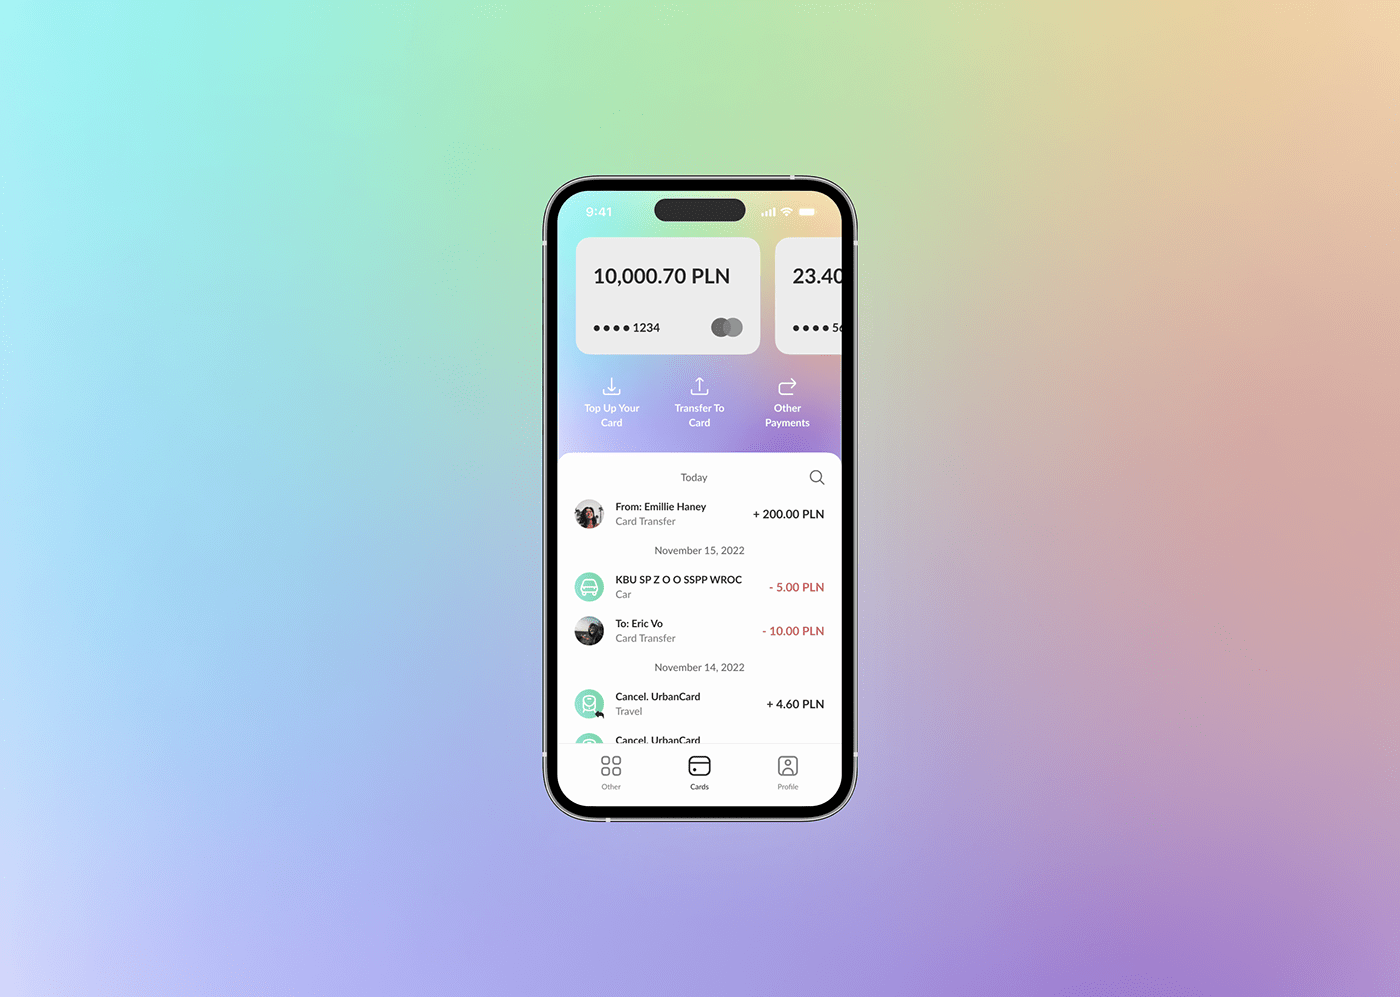 9:41
10,000.70 PLN
23.40
●●●● 1234
●●●● 56
Top Up Your
Card
Transfer To
Card
Other
Payments
Today
From: Emillie Haney
Card Transfer
+ 200.00 PLN
November 15, 2022
KBU SP Z O O SSPP WROC
Car
- 5.00 PLN
To: Eric Vo
Card Transfer
- 10.00 PLN
November 14, 2022
Cancel. UrbanCard
Travel
+ 4.60 PLN
Cancel. UrbanCard
Other
Cards
Profile